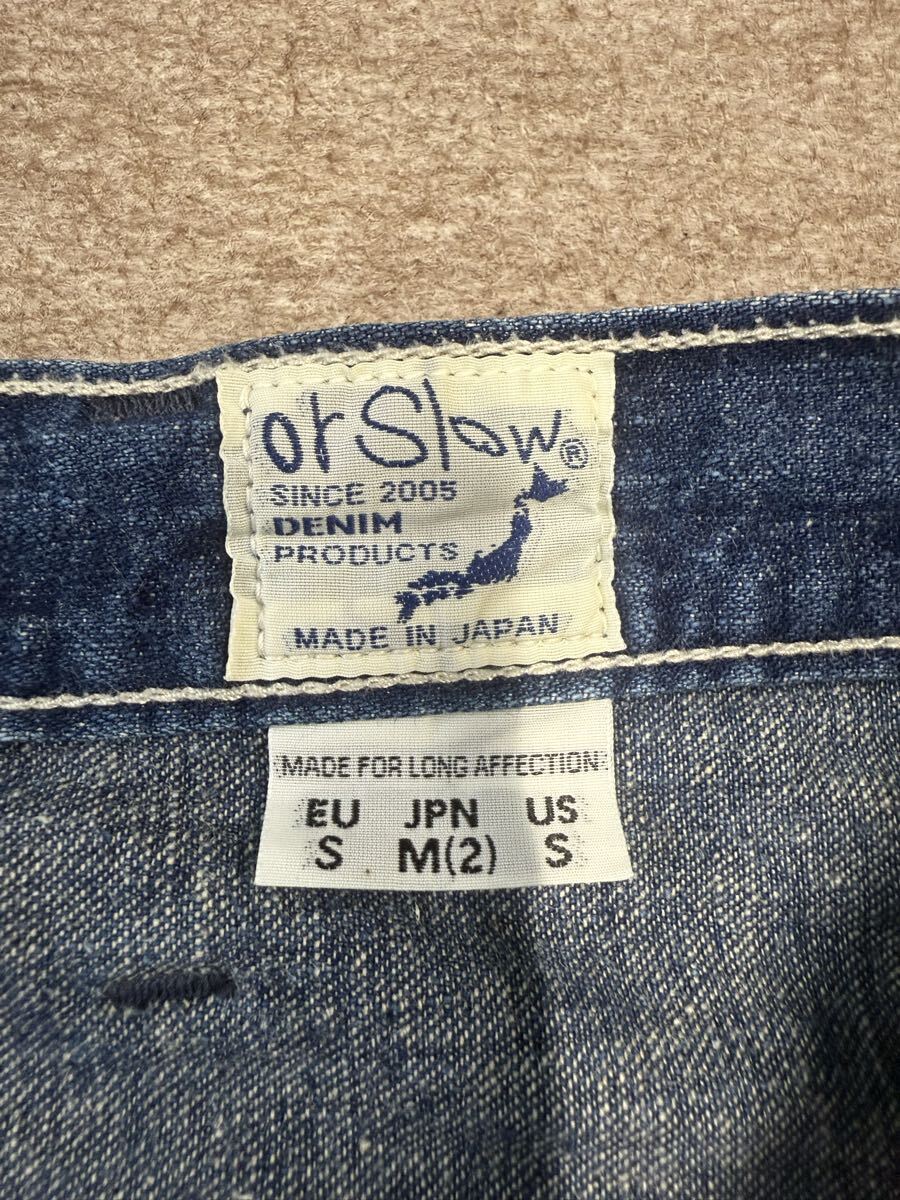 orSlow®
SINCE 2005
DENIM
PRODUCTS
MADE IN JAPAN
MADE FOR LONG AFFECTION
EU JPN US
S M(2) S